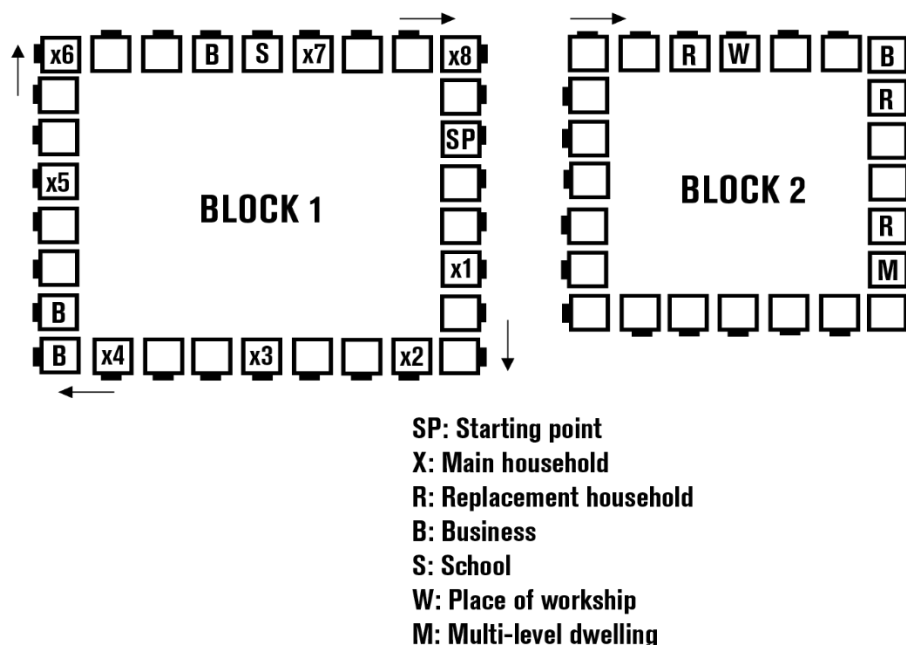 x6 B S x7 x8
R W B
R
SP
x5
BLOCK 1
BLOCK 2
R
x1
M
B
B x4 x3 x2
SP: Starting point
X: Main household
R: Replacement household
B: Business
S: School
W: Place of workship
M: Multi-level dwelling